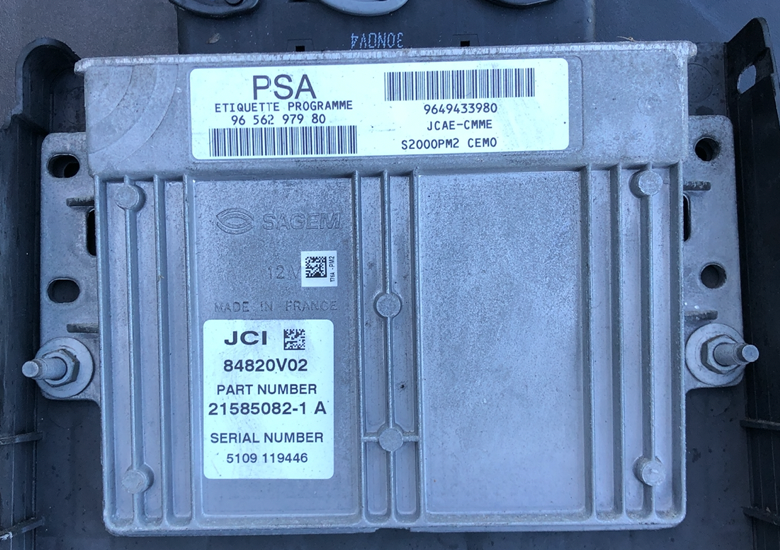 30NOV4
PSA
ETIQUETTE PROGRAMME
96 562 979 80
9649433980
JCAE-CMME
S2000PM2 CEMO
SAGEM
MADE IN FRANCE
JCI
84820V02
PART NUMBER
21585082-1 A
SERIAL NUMBER
5109 119446